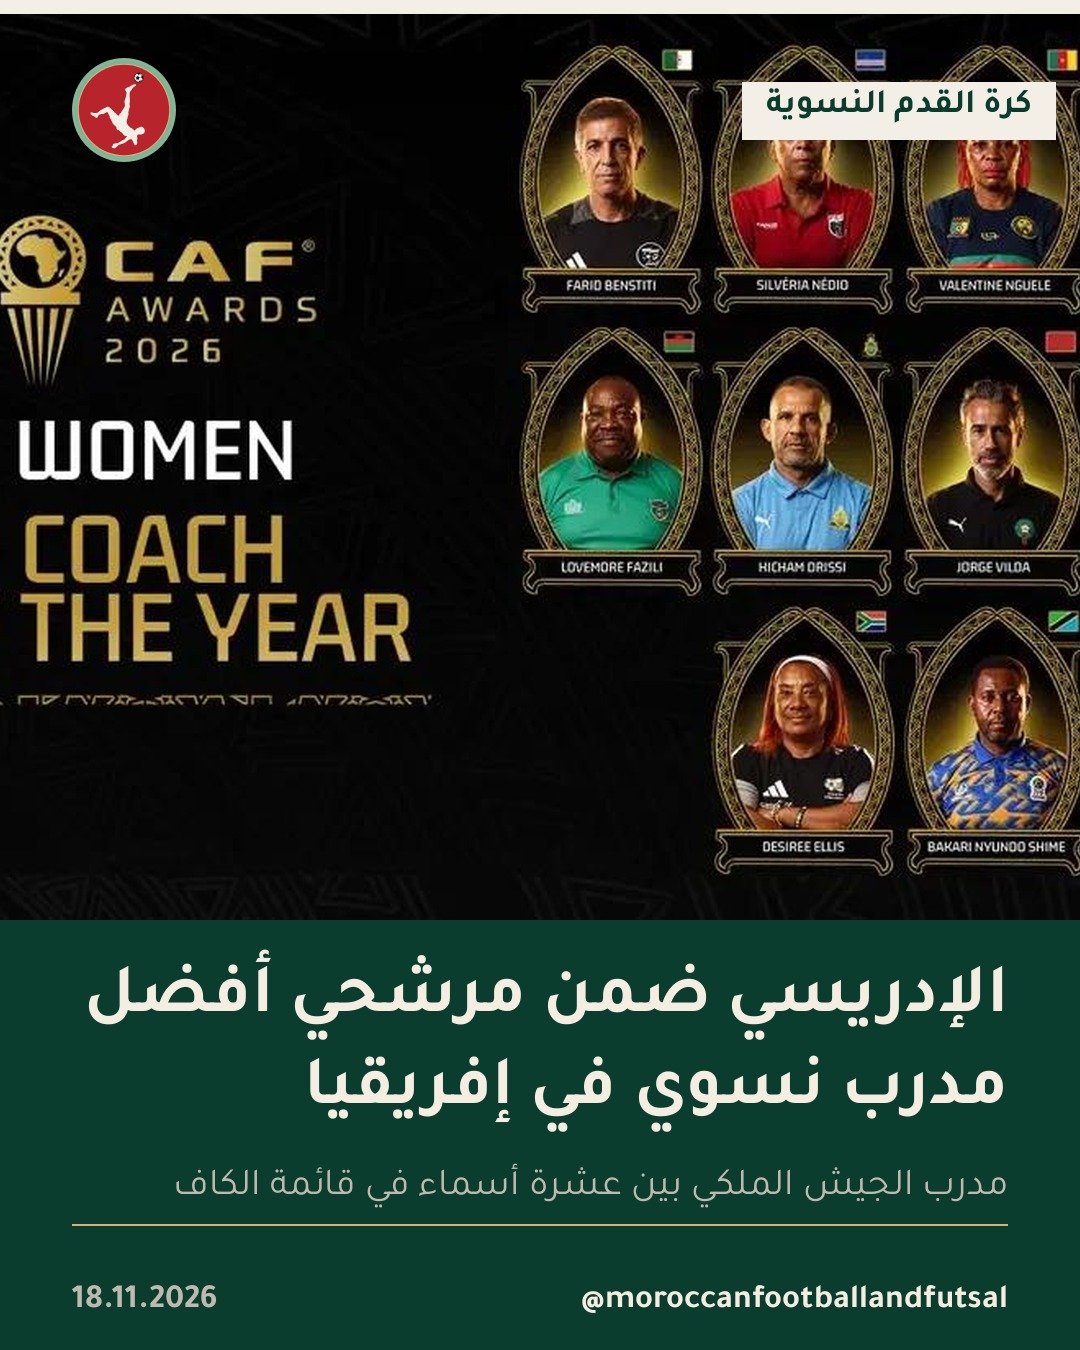 كرة القدم النسوية
CAF®
AWARDS
2026
WOMEN
COACH
THE YEAR
FARID BENSTITI
SILVÉRIA NÉDIO
VALENTINE NGUELE
LOVEMORE FAZILI
HICHAM DRISSI
JORGE VILDA
DESIREE ELLIS
BAKARI NYUNDO SHIME
الإدريسي ضمن مرشحي أفضل
مدرب نسوي في إفريقيا
مدرب الجيش الملكي بين عشرة أسماء في قائمة الكاف
18.11.2026
@moroccanfootballandfutsal